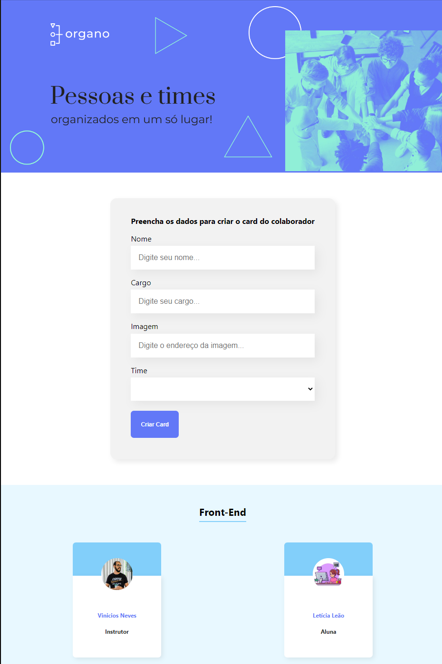 organo
Pessoas e times
organizados em um só lugar!
Preencha os dados para criar o card do colaborador
Nome
Digite seu nome...
Cargo
Digite seu cargo...
Imagem
Digite o endereço da imagem...
Time
Criar Card
Front-End
Vinícios Neves
Instrutor
Letícia Leão
Aluna